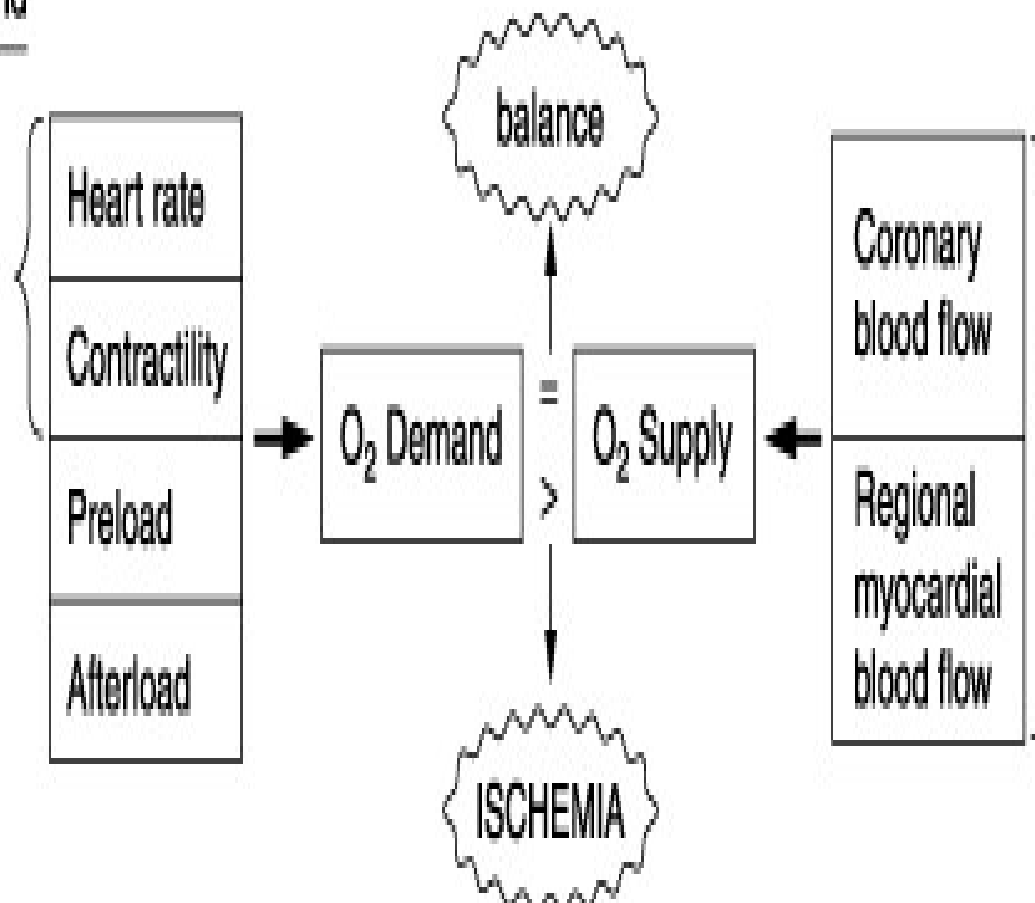 balance
Heart rate
Contractility
Preload
Afterload
O₂ Demand
=
>
O₂ Supply
Coronary
blood flow
Regional
myocardial
blood flow
ISCHEMIA